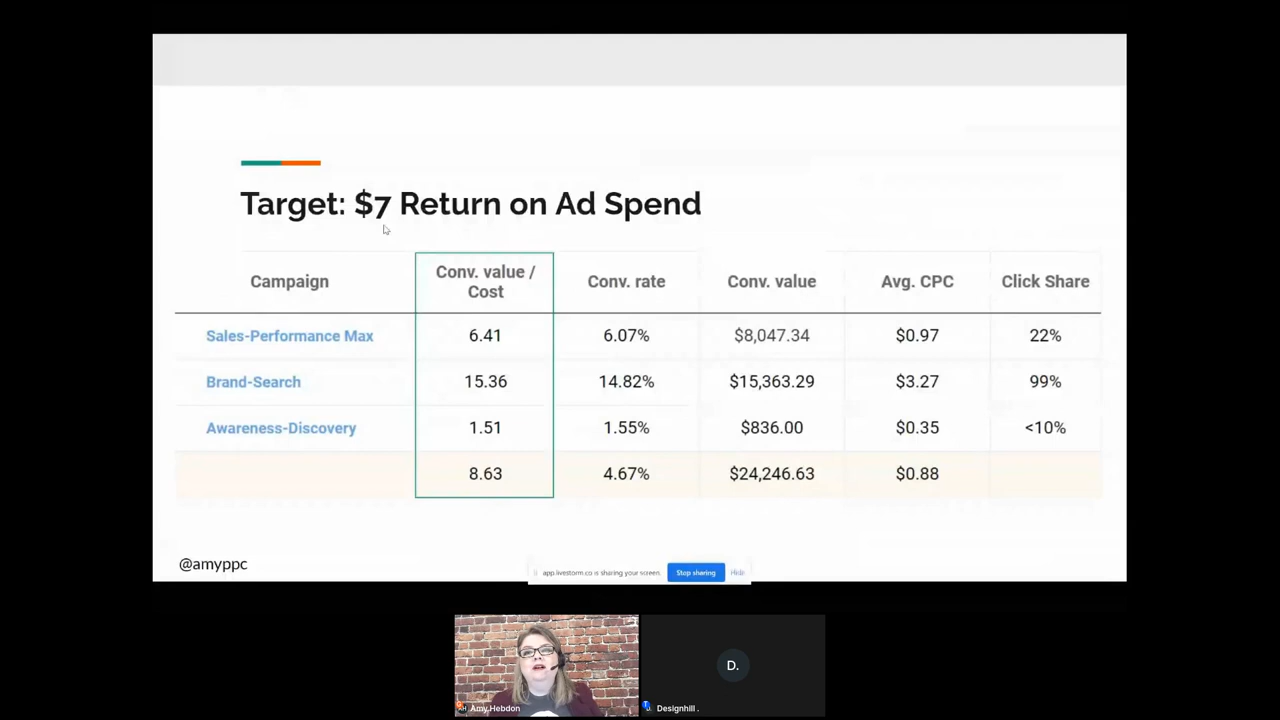 Target: $7 Return on Ad Spend
Campaign
Conv. value /
Cost
Conv. rate
Conv. value
Avg. CPC
Click Share
Sales-Performance Max
6.41
6.07%
$8,047.34
$0.97
22%
Brand-Search
15.36
14.82%
$15,363.29
$3.27
99%
Awareness-Discovery
1.51
1.55%
$836.00
$0.35
<10%
8.63
4.67%
$24,246.63
$0.88
@amyppc
app.livestorm.co is sharing your screen.
Stop sharing
Hide
D.
Amy Hebdon
Designhill .